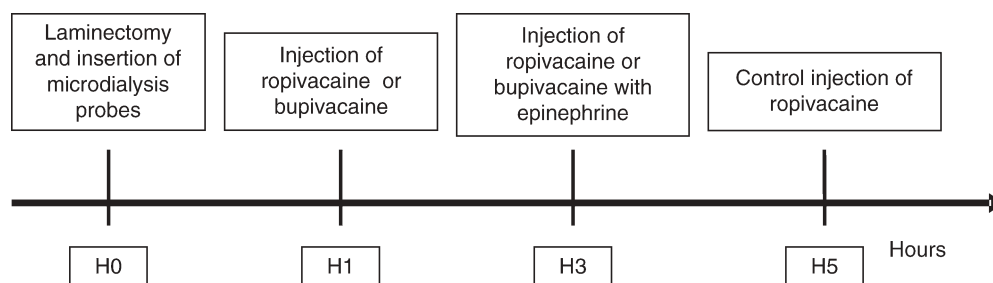 Laminectomy
and insertion of
microdialysis
probes
Injection of
ropivacaine or
bupivacaine
Injection of
ropivacaine or
bupivacaine with
epinephrine
Control injection of
ropivacaine
H0
H1
H3
H5
Hours